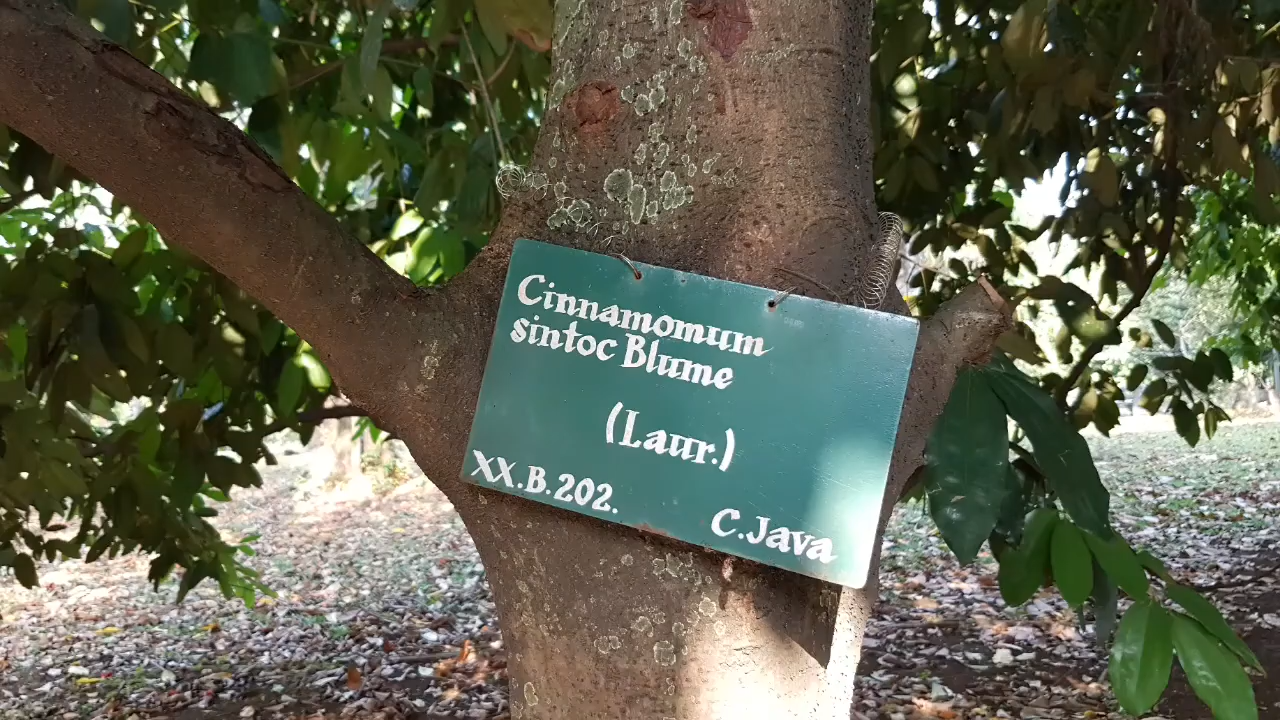 Cinnamomum
sintoc Blume
(Laur.)
XX.B.202.
C.Java